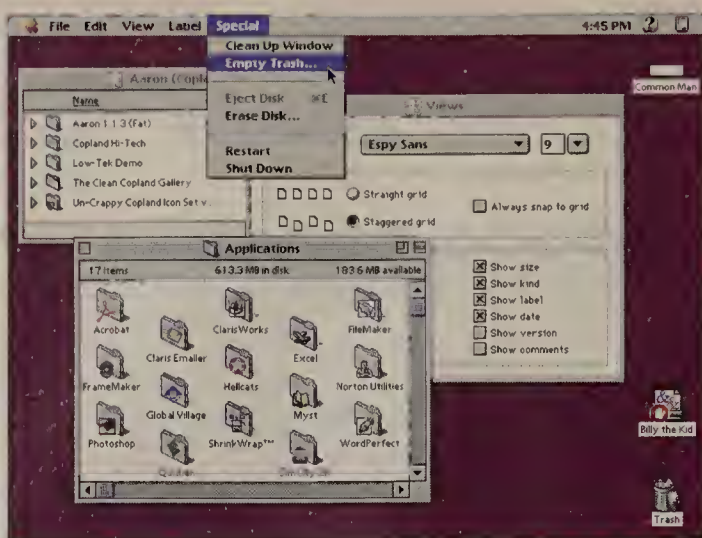 File Edit View Label Special
4:45 PM
Clean Up Window
Empty Trash...
Eject Disk ⌘E
Erase Disk...
Restart
Shut Down
Common Man
Aaron (Copla
Name
Aaron 1.1.3 (Fat)
Copland Hi-Tech
Low-Tek Demo
The Clean Copland Gallery
Un-Crappy Copland Icon Set v.
Views
Espy Sans
9
Straight grid
Staggered grid
Always snap to grid
Show size
Show kind
Show label
Show date
Show version
Show comments
Applications
17 items
613.3 MB in disk
183.6 MB available
Acrobat
ClarisWorks
FileMaker
Claris Emailer
Excel
FrameMaker
Hellcats
Norton Utilities
Global Village
Myst
Photoshop
ShrinkWrap™
WordPerfect
Quicken
Billy the Kid
Trash